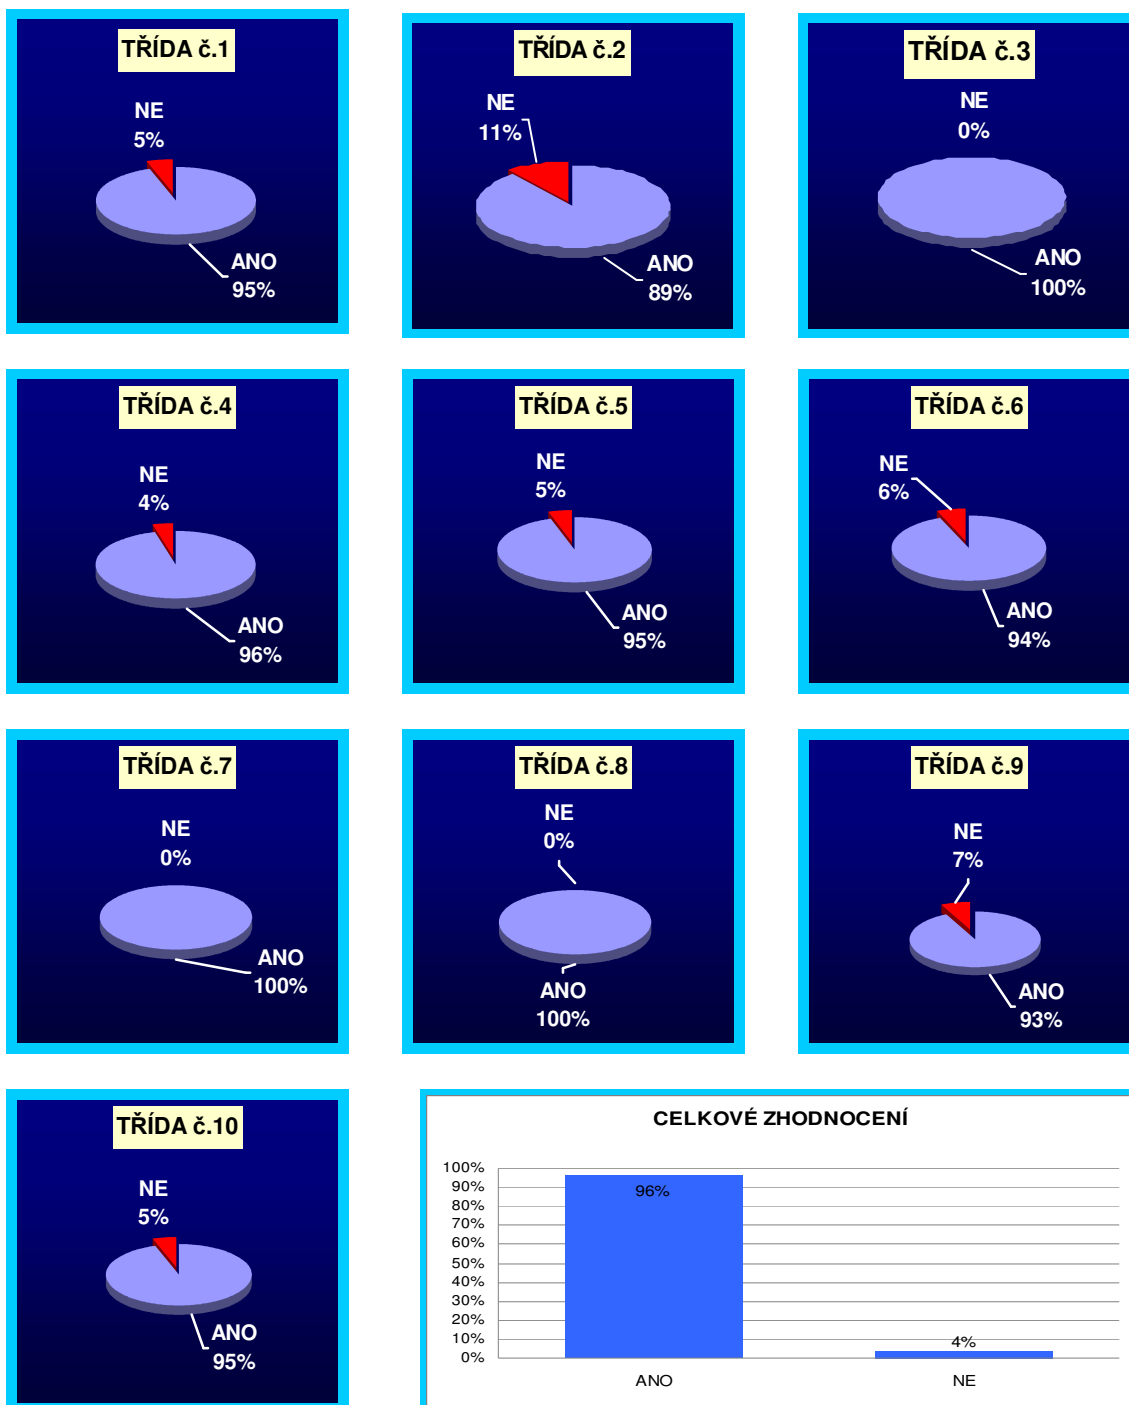 TŘÍDA č.1
NE
5%
ANO
95%
TŘÍDA č.2
NE
11%
ANO
89%
TŘÍDA č.3
NE
0%
ANO
100%
TŘÍDA č.4
NE
4%
ANO
96%
TŘÍDA č.5
NE
5%
ANO
95%
TŘÍDA č.6
NE
6%
ANO
94%
TŘÍDA č.7
NE
0%
ANO
100%
TŘÍDA č.8
NE
0%
ANO
100%
TŘÍDA č.9
NE
7%
ANO
93%
TŘÍDA č.10
NE
5%
ANO
95%
CELKOVÉ ZHODNOCENÍ
100%
90%
80%
70%
60%
50%
40%
30%
20%
10%
0%
96%
4%
ANO
NE